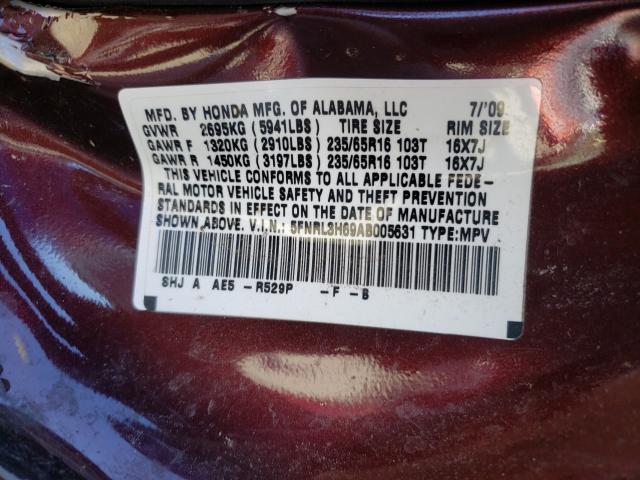 MFD. BY HONDA MFG. OF ALABAMA, LLC 7/'09
GVWR 2695KG (5941LBS) TIRE SIZE RIM SIZE
GAWR F 1320KG (2910LBS) 235/65R16 103T 16X7J
GAWR R 1450KG (3197LBS) 235/65R16 103T 16X7J
THIS VEHICLE CONFORMS TO ALL APPLICABLE FEDE-
RAL MOTOR VEHICLE SAFETY AND THEFT PREVENTION
STANDARDS IN EFFECT ON THE DATE OF MANUFACTURE
SHOWN ABOVE. V.I.N.: 5FNRL3H69AB005631 TYPE:MPV
SHJ A AE5 -R529P -F -B